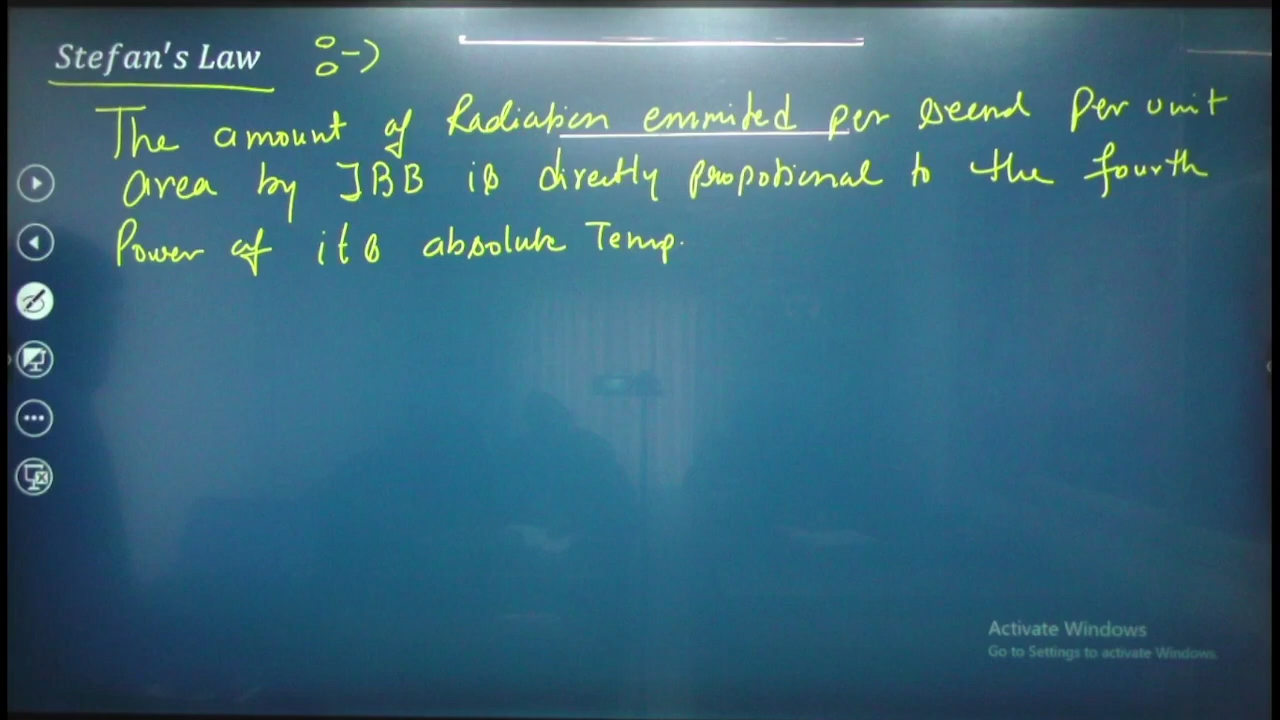 Stefan's Law :-)
The amount of Radiation emmited per second Per unit
area by IBB is directly propotional to the fourth
Power of its absolute Temp.
Activate Windows
Go to Settings to activate Windows.